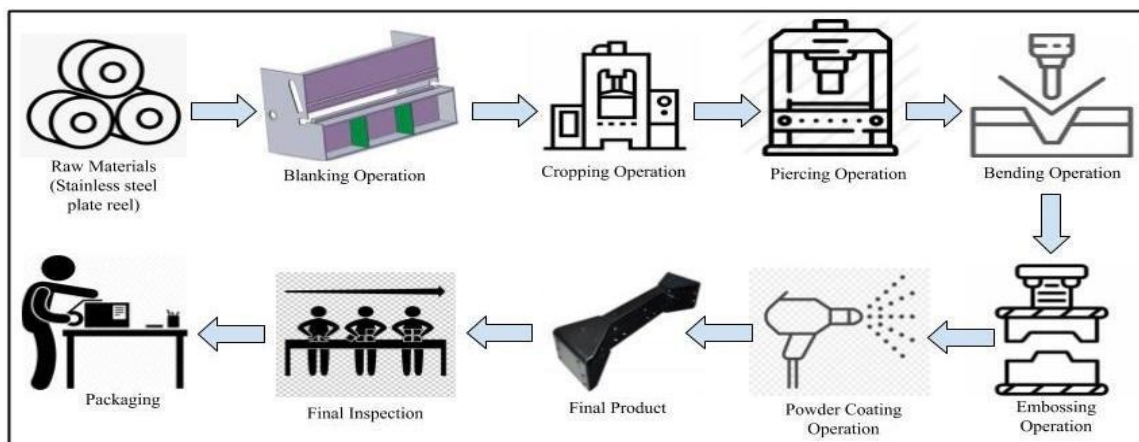 Raw Materials
(Stainless steel
plate reel)
Blanking Operation
Cropping Operation
Piercing Operation
Bending Operation
Packaging
Final Inspection
Final Product
Powder Coating
Operation
Embossing
Operation